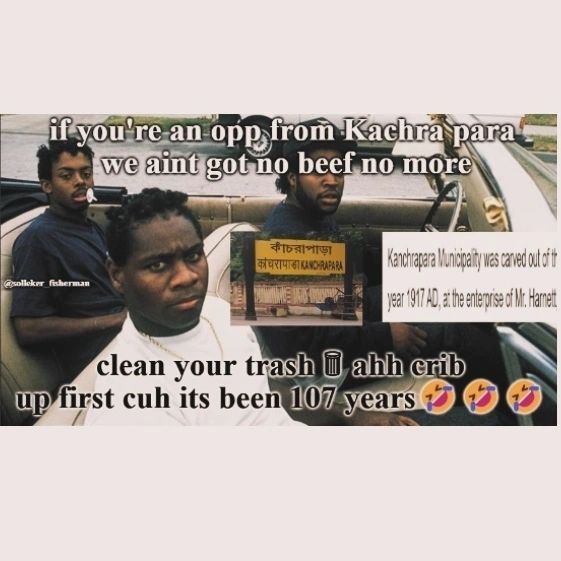 if you're an opp from Kachra para
we aint got no beef no more
কাঁচরাপাড়া
कांचरापाडा KANCHRAPARA
Kanchrapara Municipality was carved out of th
year 1917 AD, at the enterprise of Mr. Harnett
@solleker_fisherman
clean your trash 🗑 ahh crib
up first cuh its been 107 years 🤣 🤣 🤣